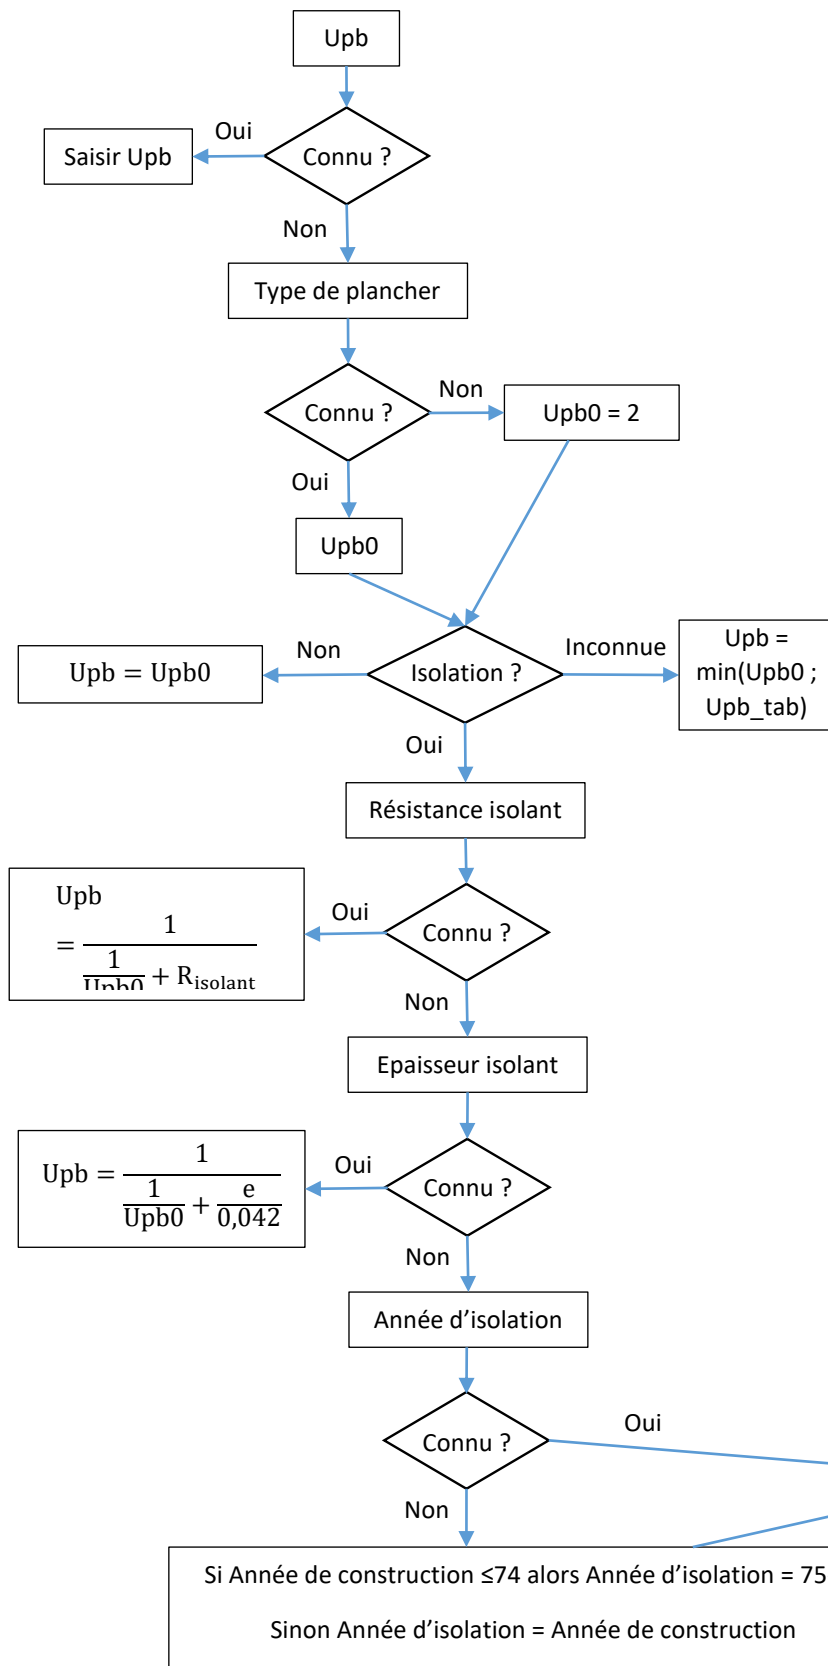 Upb
Oui
Saisir Upb
Connu ?
Non
Type de plancher
Non
Connu ?
Upb0 = 2
Oui
Upb0
Non
Inconnue
Upb = Upb0
Isolation ?
Upb =
min(Upb0 ;
Upb_tab)
Oui
Résistance isolant
Upb
= 1
1
Upb0 + R isolant
Oui
Connu ?
Non
Epaisseur isolant
Upb = 1
1 + e
Upb0 0,042
Oui
Connu ?
Non
Année d’isolation
Oui
Connu ?
Non
Si Année de construction ≤74 alors Année d’isolation = 75
Sinon Année d’isolation = Année de construction